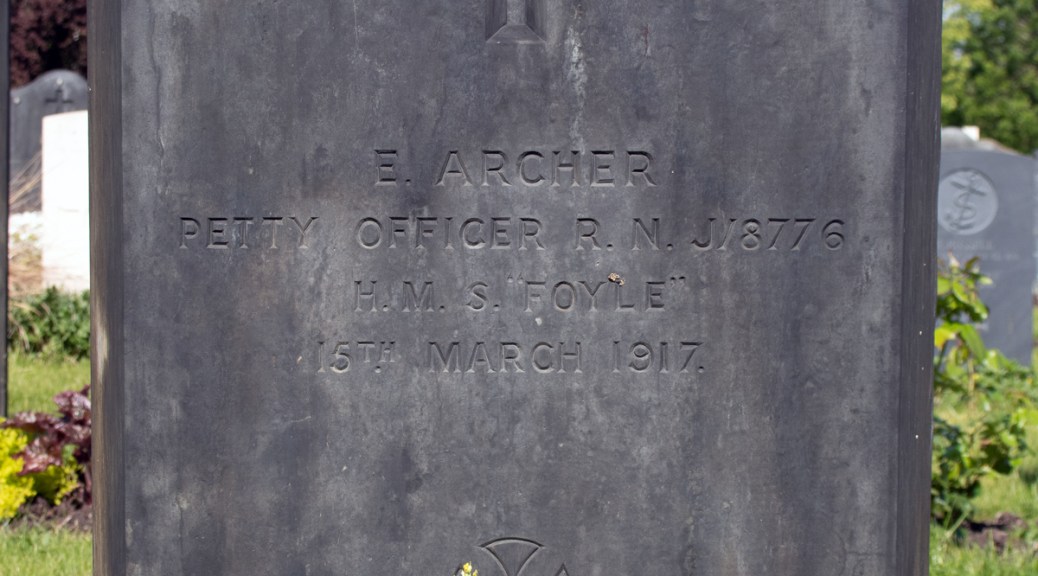 E. ARCHER
PETTY OFFICER R. N. J/8776
H. M. S. "FOYLE"
15TH. MARCH 1917.